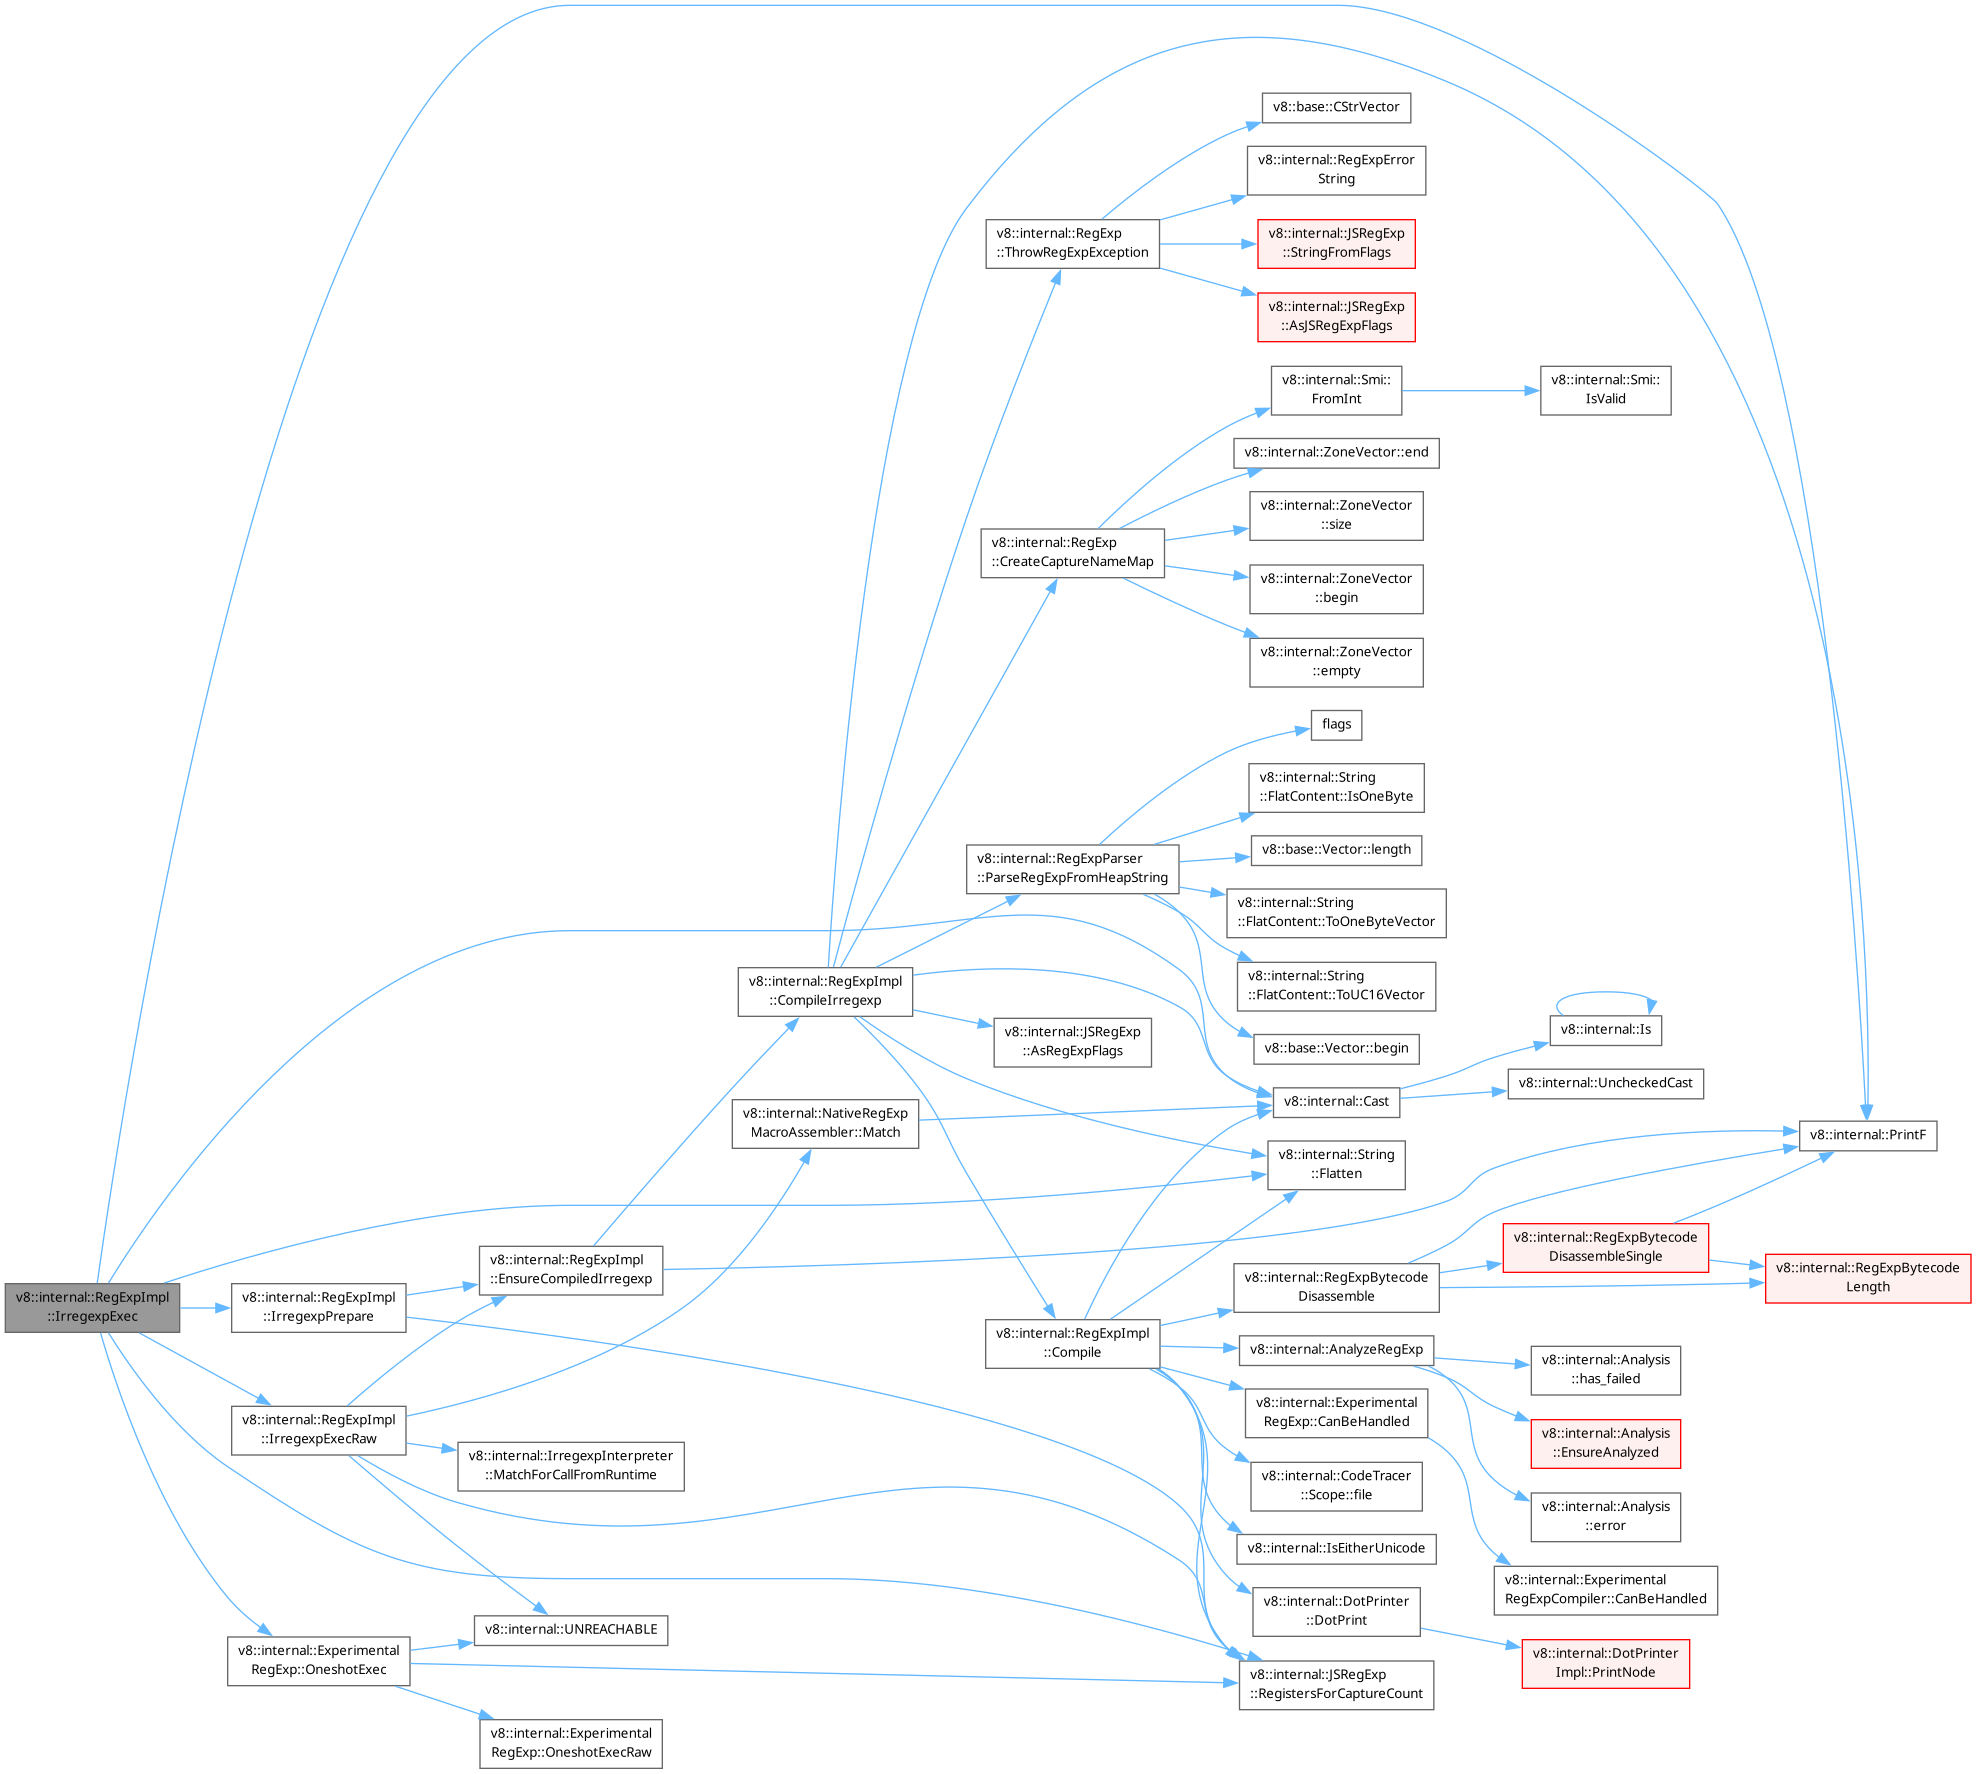 v8::base::CStrVector
v8::internal::RegExpError
String
v8::internal::RegExp
::ThrowRegExpException
v8::internal::JSRegExp
::StringFromFlags
v8::internal::JSRegExp
::AsJSRegExpFlags
v8::internal::Smi::
FromInt
v8::internal::Smi::
IsValid
v8::internal::ZoneVector::end
v8::internal::ZoneVector
::size
v8::internal::RegExp
::CreateCaptureNameMap
v8::internal::ZoneVector
::begin
v8::internal::ZoneVector
::empty
flags
v8::internal::String
::FlatContent::IsOneByte
v8::internal::RegExpParser
::ParseRegExpFromHeapString
v8::base::Vector::length
v8::internal::String
::FlatContent::ToOneByteVector
v8::internal::String
::FlatContent::ToUC16Vector
v8::internal::RegExpImpl
::CompileIrregexp
v8::internal::JSRegExp
::AsRegExpFlags
v8::base::Vector::begin
v8::internal::Is
v8::internal::UncheckedCast
v8::internal::Cast
v8::internal::NativeRegExp
MacroAssembler::Match
v8::internal::PrintF
v8::internal::String
::Flatten
v8::internal::RegExpImpl
::EnsureCompiledIrregexp
v8::internal::RegExpBytecode
DisassembleSingle
v8::internal::RegExpBytecode
Length
v8::internal::RegExpBytecode
Disassemble
v8::internal::RegExpImpl
::IrregexpExec
v8::internal::RegExpImpl
::IrregexpPrepare
v8::internal::RegExpImpl
::Compile
v8::internal::AnalyzeRegExp
v8::internal::Analysis
::has_failed
v8::internal::Experimental
RegExp::CanBeHandled
v8::internal::RegExpImpl
::IrregexpExecRaw
v8::internal::Analysis
::EnsureAnalyzed
v8::internal::IrregexpInterpreter
::MatchForCallFromRuntime
v8::internal::CodeTracer
::Scope::file
v8::internal::Analysis
::error
v8::internal::IsEitherUnicode
v8::internal::Experimental
RegExpCompiler::CanBeHandled
v8::internal::DotPrinter
::DotPrint
v8::internal::UNREACHABLE
v8::internal::Experimental
RegExp::OneshotExec
v8::internal::DotPrinter
Impl::PrintNode
v8::internal::JSRegExp
::RegistersForCaptureCount
v8::internal::Experimental
RegExp::OneshotExecRaw